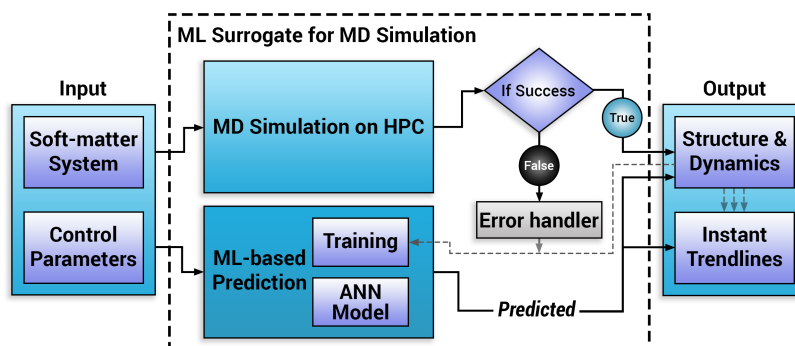 ML Surrogate for MD Simulation
Input
Soft-matter
System
Control
Parameters
MD Simulation on HPC
If Success
True
False
Error handler
ML-based
Prediction
Training
ANN
Model
Predicted
Output
Structure &
Dynamics
Instant
Trendlines